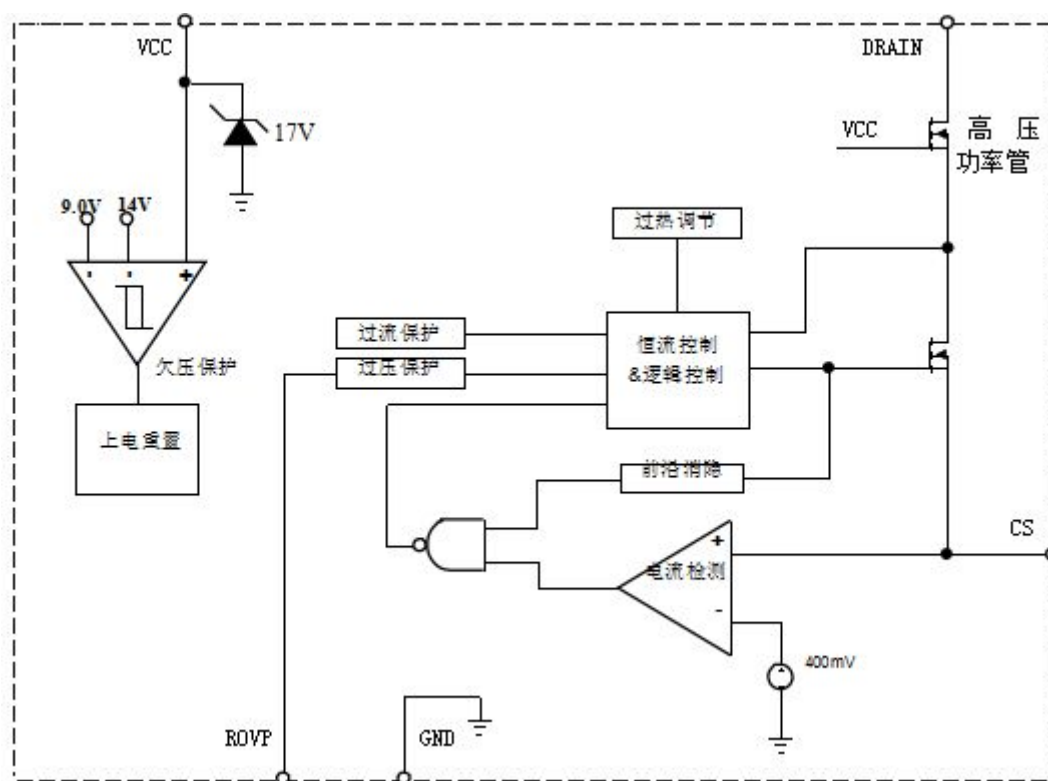 VCC
DRAIN
17V
VCC
高 压
功率管
9.0V 14V
- - +
过热调节
过流保护
过压保护
恒流控制
&逻辑控制
欠压保护
上电重置
前沿消隐
CS
+
电流检测
-
400mV
ROVP
GND